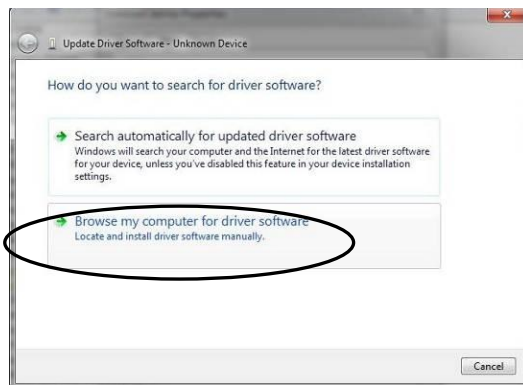 Update Driver Software - Unknown Device
How do you want to search for driver software?
Search automatically for updated driver software
Windows will search your computer and the Internet for the latest driver software
for your device, unless you've disabled this feature in your device installation
settings.
Browse my computer for driver software
Locate and install driver software manually.
Cancel